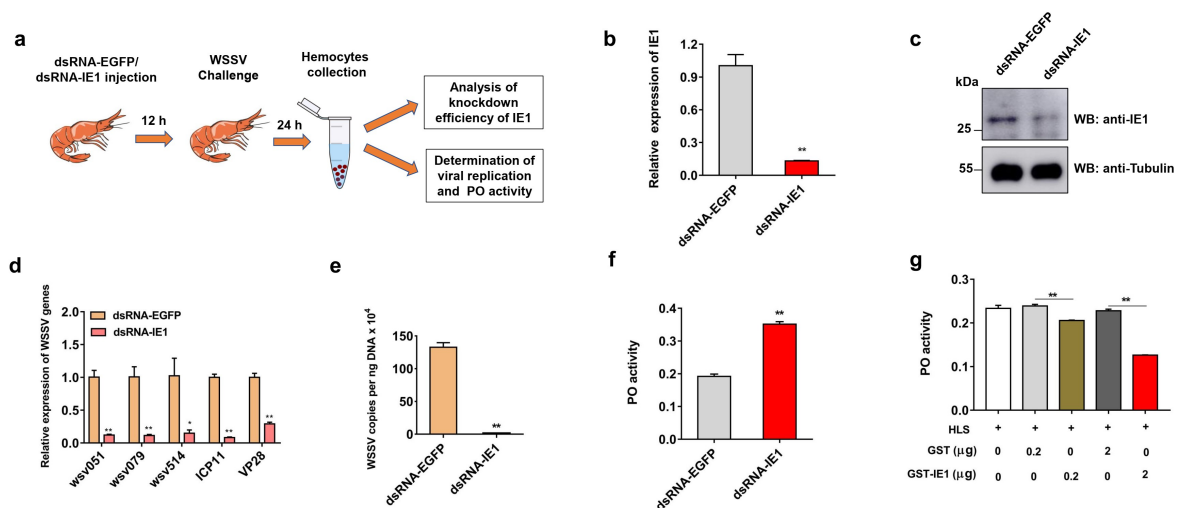 a
dsRNA-EGFP/
dsRNA-IE1 injection
12 h
WSSV
Challenge
24 h
Hemocytes
collection
Analysis of
knockdown
efficiency of IE1
Determination of
viral replication
and PO activity
b
Relative expression of IE1
1.2
0.9
0.6
0.3
0.0
**
dsRNA-EGFP
dsRNA-IE1
c
dsRNA-EGFP
dsRNA-IE1
kDa
25
WB: anti-IE1
55
WB: anti-Tubulin
d
Relative expression of WSSV genes
2.0
1.5
1.0
0.5
0.0
dsRNA-EGFP
dsRNA-IE1
** ** * ** **
wsv051
wsv079
wsv514
ICP11
VP28
e
WSSV copies per ng DNA x 10⁴
150
125
100
75
50
25
0
**
dsRNA-EGFP
dsRNA-IE1
f
PO activity
0.4
0.3
0.2
0.1
0.0
**
dsRNA-EGFP
dsRNA-IE1
g
PO activity
0.3
0.2
0.1
0.0
** **
HLS + + + + +
GST (μg) 0 0.2 0 2 0
GST-IE1 (μg) 0 0 0.2 0 2